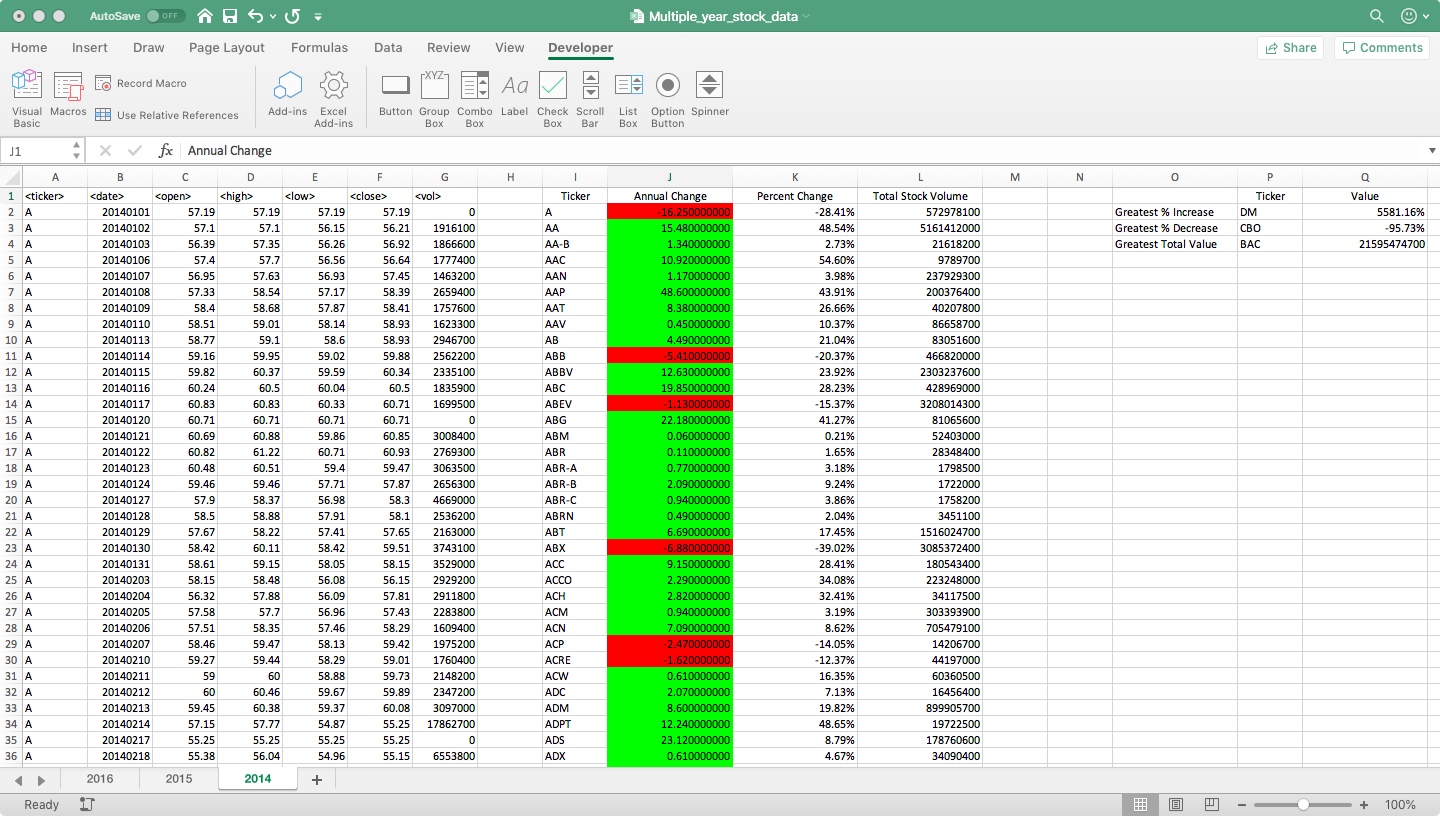 AutoSave OFF Multiple_year_stock_data
Home Insert Draw Page Layout Formulas Data Review View Developer Share Comments
Visual Basic Macros Record Macro Use Relative References Add-ins Excel Add-ins Button Group Box Combo Box Label Check Box Scroll Bar List Box Option Button Spinner
XYZ Aa
J1 fx Annual Change
A B C D E F G H I J K L M N O P Q
1 <ticker> <date> <open> <high> <low> <close> <vol> Ticker Annual Change Percent Change Total Stock Volume Ticker Value
2 A 20140101 57.19 57.19 57.19 57.19 0 A -16.250000000 -28.41% 572978100 Greatest % Increase DM 5581.16%
3 A 20140102 57.1 57.1 56.15 56.21 1916100 AA 15.480000000 48.54% 5161412000 Greatest % Decrease CBO -95.73%
4 A 20140103 56.39 57.35 56.26 56.92 1866600 AA-B 1.340000000 2.73% 21618200 Greatest Total Value BAC 21595474700
5 A 20140106 57.4 57.7 56.56 56.64 1777400 AAC 10.920000000 54.60% 9789700
6 A 20140107 56.95 57.63 56.93 57.45 1463200 AAN 1.170000000 3.98% 237929300
7 A 20140108 57.33 58.54 57.17 58.39 2659400 AAP 48.600000000 43.91% 200376400
8 A 20140109 58.4 58.68 57.87 58.41 1757600 AAT 8.380000000 26.66% 40207800
9 A 20140110 58.51 59.01 58.14 58.93 1623300 AAV 0.450000000 10.37% 86658700
10 A 20140113 58.77 59.1 58.6 58.93 2946700 AB 4.490000000 21.04% 83051600
11 A 20140114 59.16 59.95 59.02 59.88 2562200 ABB -5.410000000 -20.37% 466820000
12 A 20140115 59.82 60.37 59.59 60.34 2335100 ABBV 12.630000000 23.92% 2303237600
13 A 20140116 60.24 60.5 60.04 60.5 1835900 ABC 19.850000000 28.23% 428969000
14 A 20140117 60.83 60.83 60.33 60.71 1699500 ABEV -1.130000000 -15.37% 3208014300
15 A 20140120 60.71 60.71 60.71 60.71 0 ABG 22.180000000 41.27% 81065600
16 A 20140121 60.69 60.88 59.86 60.85 3008400 ABM 0.060000000 0.21% 52403000
17 A 20140122 60.82 61.22 60.71 60.93 2769300 ABR 0.110000000 1.65% 28348400
18 A 20140123 60.48 60.51 59.4 59.47 3063500 ABR-A 0.770000000 3.18% 1798500
19 A 20140124 59.46 59.46 57.71 57.87 2656300 ABR-B 2.090000000 9.24% 1722000
20 A 20140127 57.9 58.37 56.98 58.3 4669000 ABR-C 0.940000000 3.86% 1758200
21 A 20140128 58.5 58.88 57.91 58.1 2536200 ABRN 0.490000000 2.04% 3451100
22 A 20140129 57.67 58.22 57.41 57.65 2163000 ABT 6.690000000 17.45% 1516024700
23 A 20140130 58.42 60.11 58.42 59.51 3743100 ABX -6.880000000 -39.02% 3085372400
24 A 20140131 58.61 59.15 58.05 58.15 3529000 ACC 9.150000000 28.41% 180543400
25 A 20140203 58.15 58.48 56.08 56.15 2929200 ACCO 2.290000000 34.08% 223248000
26 A 20140204 56.32 57.88 56.09 57.81 2911800 ACH 2.820000000 32.41% 34117500
27 A 20140205 57.58 57.7 56.96 57.43 2283800 ACM 0.940000000 3.19% 303393900
28 A 20140206 57.51 58.35 57.46 58.29 1609400 ACN 7.090000000 8.62% 705479100
29 A 20140207 58.46 59.47 58.13 59.42 1975200 ACP -2.470000000 -14.05% 14206700
30 A 20140210 59.27 59.44 58.29 59.01 1760400 ACRE -1.620000000 -12.37% 44197000
31 A 20140211 59 60 58.88 59.73 2148200 ACW 0.610000000 16.35% 60360500
32 A 20140212 60 60.46 59.67 59.89 2347200 ADC 2.070000000 7.13% 16456400
33 A 20140213 59.45 60.38 59.37 60.08 3097000 ADM 8.600000000 19.82% 899905700
34 A 20140214 57.15 57.77 54.87 55.25 17862700 ADPT 12.240000000 48.65% 19722500
35 A 20140217 55.25 55.25 55.25 55.25 0 ADS 23.120000000 8.79% 178760600
36 A 20140218 55.38 56.04 54.96 55.15 6553800 ADX 0.610000000 4.67% 34090400
2016 2015 2014 +
Ready 100%